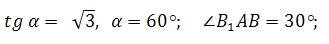 tg α = √3, α = 60°; ∠B₁AB = 30°;